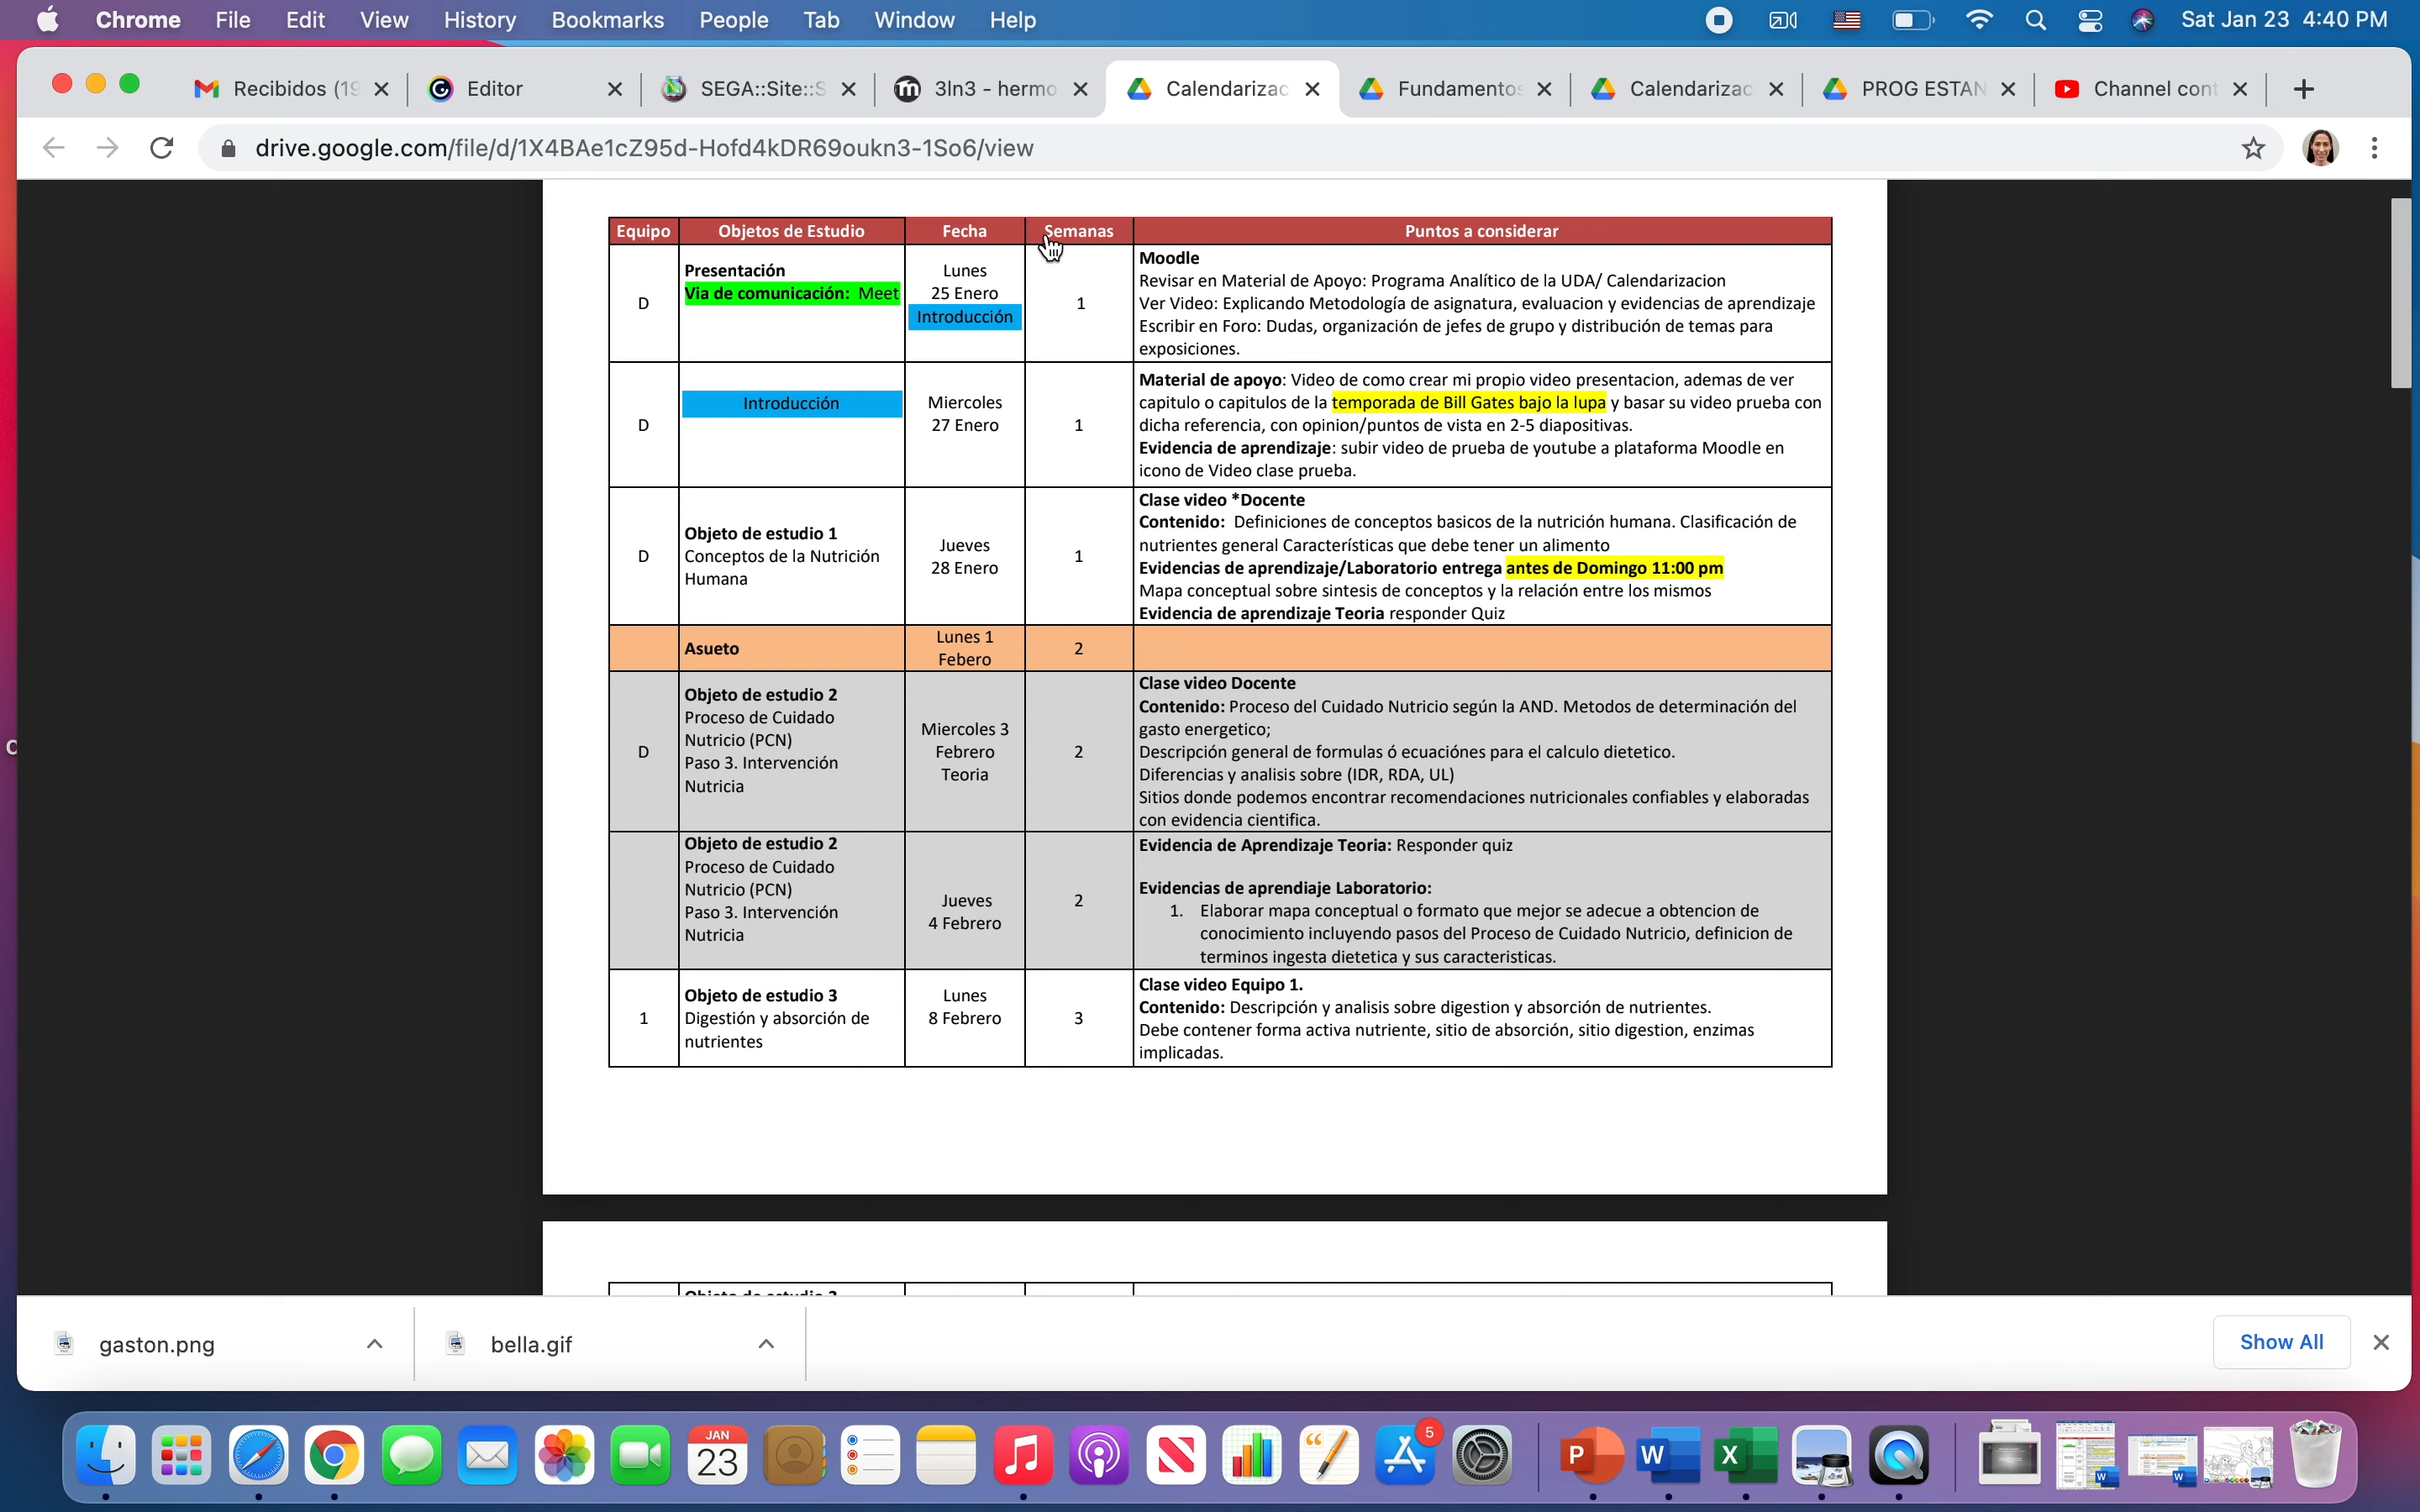 Chrome File Edit View History Bookmarks People Tab Window Help Sat Jan 23 4:40 PM
Recibidos (19 Editor SEGA::Site::S 3ln3 - hermo Calendarizac Fundamentos Calendarizac PROG ESTAN Channel cont
drive.google.com/file/d/1X4BAe1cZ95d-Hofd4kDR69oukn3-1So6/view
Equipo Objetos de Estudio Fecha Semanas Puntos a considerar
D
Presentación
Via de comunicación: Meet
Lunes
25 Enero
Introducción
1
Moodle
Revisar en Material de Apoyo: Programa Analítico de la UDA/ Calendarizacion
Ver Video: Explicando Metodología de asignatura, evaluacion y evidencias de aprendizaje
Escribir en Foro: Dudas, organización de jefes de grupo y distribución de temas para
exposiciones.
D
Introducción
Miercoles
27 Enero
1
Material de apoyo: Video de como crear mi propio video presentacion, ademas de ver
capitulo o capitulos de la temporada de Bill Gates bajo la lupa y basar su video prueba con
dicha referencia, con opinion/puntos de vista en 2-5 diapositivas.
Evidencia de aprendizaje: subir video de prueba de youtube a plataforma Moodle en
icono de Video clase prueba.
D
Objeto de estudio 1
Conceptos de la Nutrición
Humana
Jueves
28 Enero
1
Clase video *Docente
Contenido: Definiciones de conceptos basicos de la nutrición humana. Clasificación de
nutrientes general Características que debe tener un alimento
Evidencias de aprendizaje/Laboratorio entrega antes de Domingo 11:00 pm
Mapa conceptual sobre sintesis de conceptos y la relación entre los mismos
Evidencia de aprendizaje Teoria responder Quiz
Asueto
Lunes 1
Febero
2
D
Objeto de estudio 2
Proceso de Cuidado
Nutricio (PCN)
Paso 3. Intervención
Nutricia
Miercoles 3
Febrero
Teoria
2
Clase video Docente
Contenido: Proceso del Cuidado Nutricio según la AND. Metodos de determinación del
gasto energetico;
Descripción general de formulas ó ecuaciónes para el calculo dietetico.
Diferencias y analisis sobre (IDR, RDA, UL)
Sitios donde podemos encontrar recomendaciones nutricionales confiables y elaboradas
con evidencia cientifica.
Objeto de estudio 2
Proceso de Cuidado
Nutricio (PCN)
Paso 3. Intervención
Nutricia
Jueves
4 Febrero
2
Evidencia de Aprendizaje Teoria: Responder quiz
Evidencias de aprendiaje Laboratorio:
1. Elaborar mapa conceptual o formato que mejor se adecue a obtencion de
conocimiento incluyendo pasos del Proceso de Cuidado Nutricio, definicion de
terminos ingesta dietetica y sus caracteristicas.
1
Objeto de estudio 3
Digestión y absorción de
nutrientes
Lunes
8 Febrero
3
Clase video Equipo 1.
Contenido: Descripción y analisis sobre digestion y absorción de nutrientes.
Debe contener forma activa nutriente, sitio de absorción, sitio digestion, enzimas
implicadas.
gaston.png bella.gif Show All
JAN
23
5
P W X